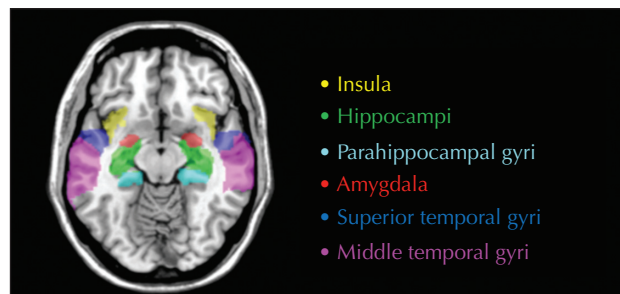 • Insula
• Hippocampi
• Parahippocampal gyri
• Amygdala
• Superior temporal gyri
• Middle temporal gyri